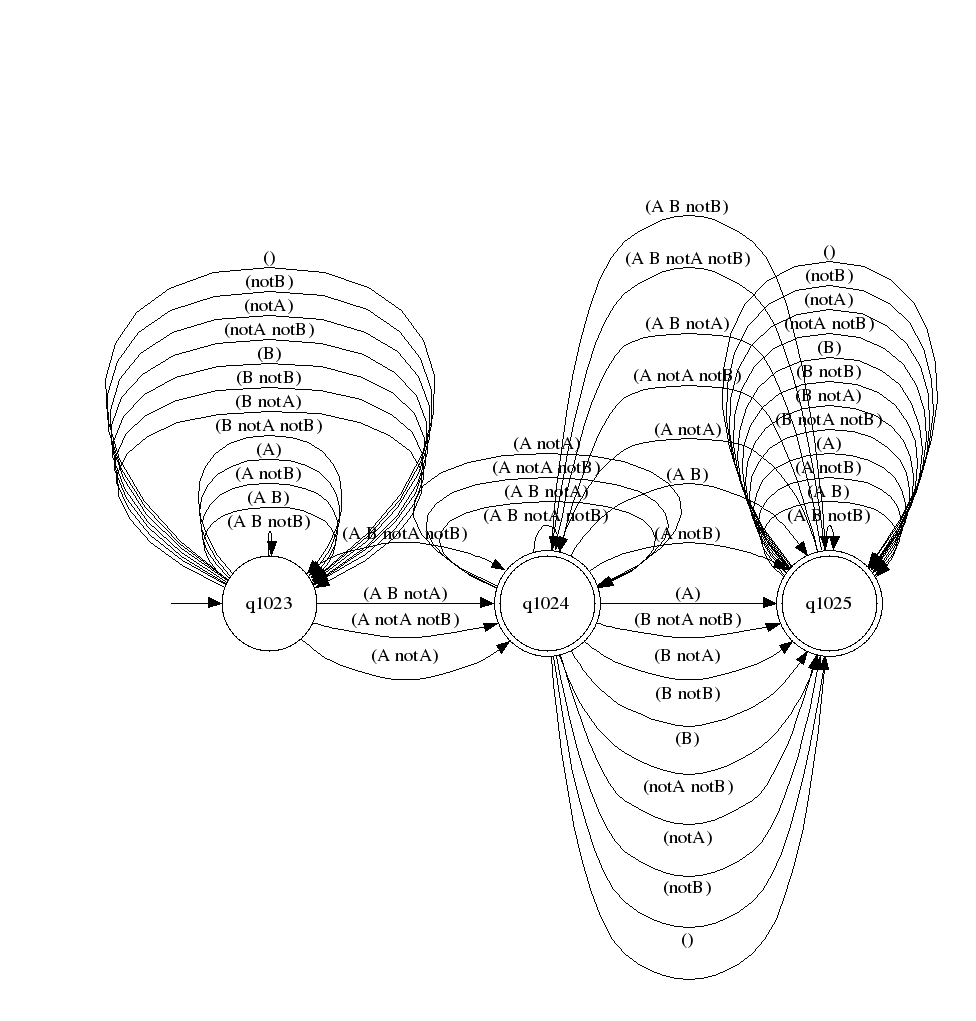 (A B notB)
(A B notA notB)
()
()
(notB)
(notB)
(notA)
(notA)
(A B notA)
(notA notB)
(notA notB)
(B)
(B)
(B notB)
(A notA notB)
(B notB)
(B notA)
(B notA)
(B notA notB)
(A notA)
(B notA notB)
(A)
(A notA)
(A)
(A notB)
(A notA notB)
(A B)
(A notB)
(A B)
(A B notA)
(A B)
(A B notB)
(A B notA notB)
(A B notB)
(A B notA notB)
(A notB)
(A B notA)
(A)
q1023
q1024
q1025
(A notA notB)
(B notA notB)
(A notA)
(B notA)
(B notB)
(B)
(notA notB)
(notA)
(notB)
()